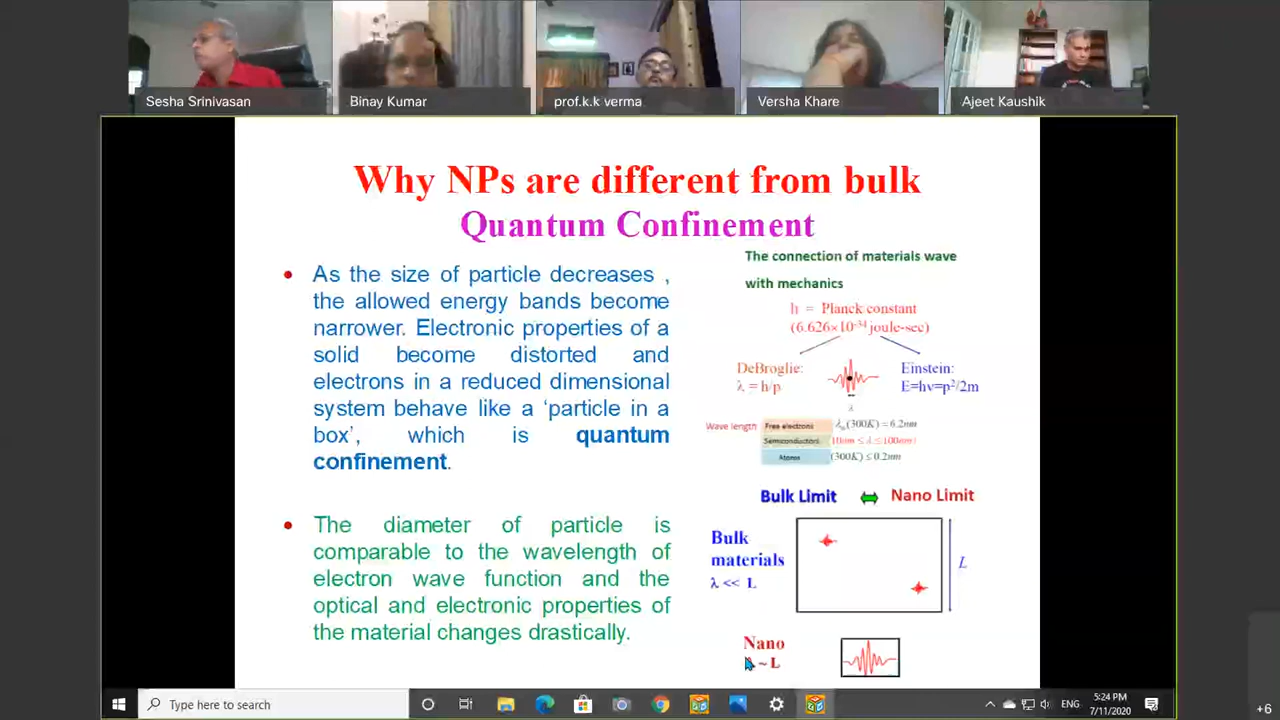 Sesha Srinivasan
Binay Kumar
prof.k.k verma
Versha Khare
Ajeet Kaushik
Why NPs are different from bulk
Quantum Confinement
• As the size of particle decreases ,
the allowed energy bands become
narrower. Electronic properties of a
solid become distorted and
electrons in a reduced dimensional
system behave like a ‘particle in a
box’, which is quantum
confinement.
• The diameter of particle is
comparable to the wavelength of
electron wave function and the
optical and electronic properties of
the material changes drastically.
The connection of materials wave
with mechanics
h = Planck constant
(6.626×10⁻³⁴ joule-sec)
DeBroglie:
λ = h/p
Einstein:
E=hν=p²/2m
λ
Wave length
Free electrons (300K) = 6.2nm
Semiconductors 10nm ≤ λ ≤ 100nm
Atoms (300K) ≤ 0.2nm
Bulk Limit Nano Limit
Bulk
materials
λ << L
L
Nano
~ L
Type here to search
ENG
5:24 PM
7/11/2020
+6